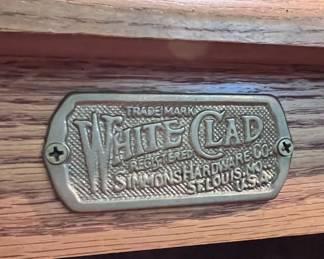 TRADE MARK
WHITE CLAD
REGISTERED
SIMMONS HARDWARE CO.
ST. LOUIS, MO.
U.S.A.